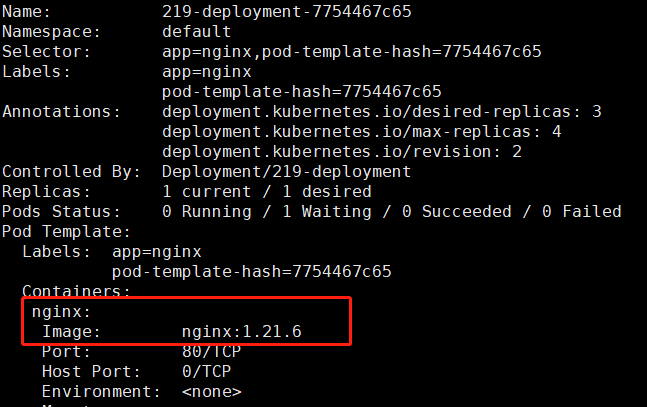 Name:           219-deployment-7754467c65
Namespace:      default
Selector:       app=nginx,pod-template-hash=7754467c65
Labels:         app=nginx
                pod-template-hash=7754467c65
Annotations:    deployment.kubernetes.io/desired-replicas: 3
                deployment.kubernetes.io/max-replicas: 4
                deployment.kubernetes.io/revision: 2
Controlled By:  Deployment/219-deployment
Replicas:       1 current / 1 desired
Pods Status:    0 Running / 1 Waiting / 0 Succeeded / 0 Failed
Pod Template:
  Labels:  app=nginx
           pod-template-hash=7754467c65
  Containers:
   nginx:
    Image:        nginx:1.21.6
    Port:         80/TCP
    Host Port:    0/TCP
    Environment:  <none>